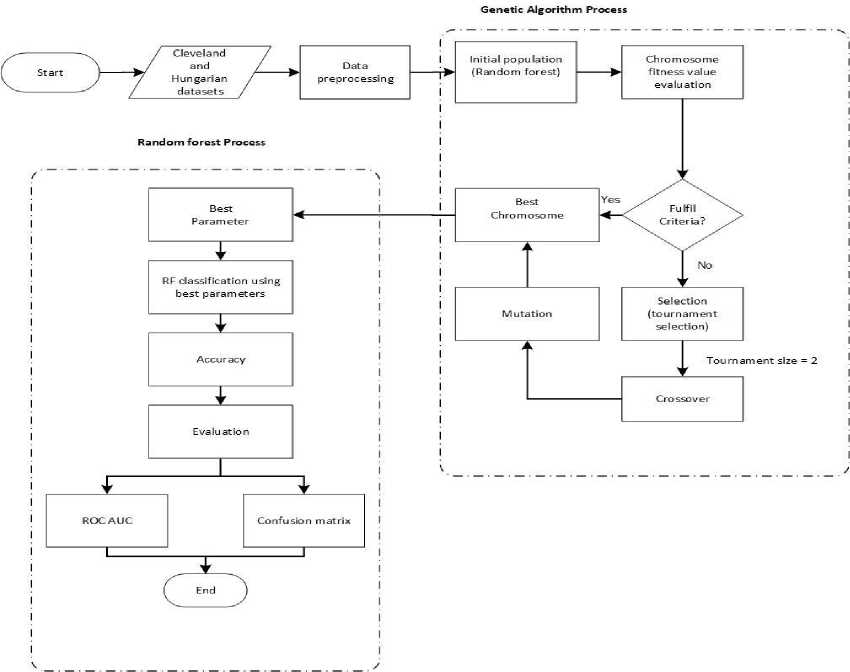 Genetic Algorithm Process
Start
Cleveland
and
Hungarian
datasets
Data
preprocessing
Initial population
(Random forest)
Chromosome
fitness value
evaluation
Random forest Process
Best
Parameter
Best
Chromosome
Yes
Fulfil
Criteria?
No
RF classification using
best parameters
Mutation
Selection
(tournament
selection)
Accuracy
Tournament size = 2
Crossover
Evaluation
ROC AUC
Confusion matrix
End